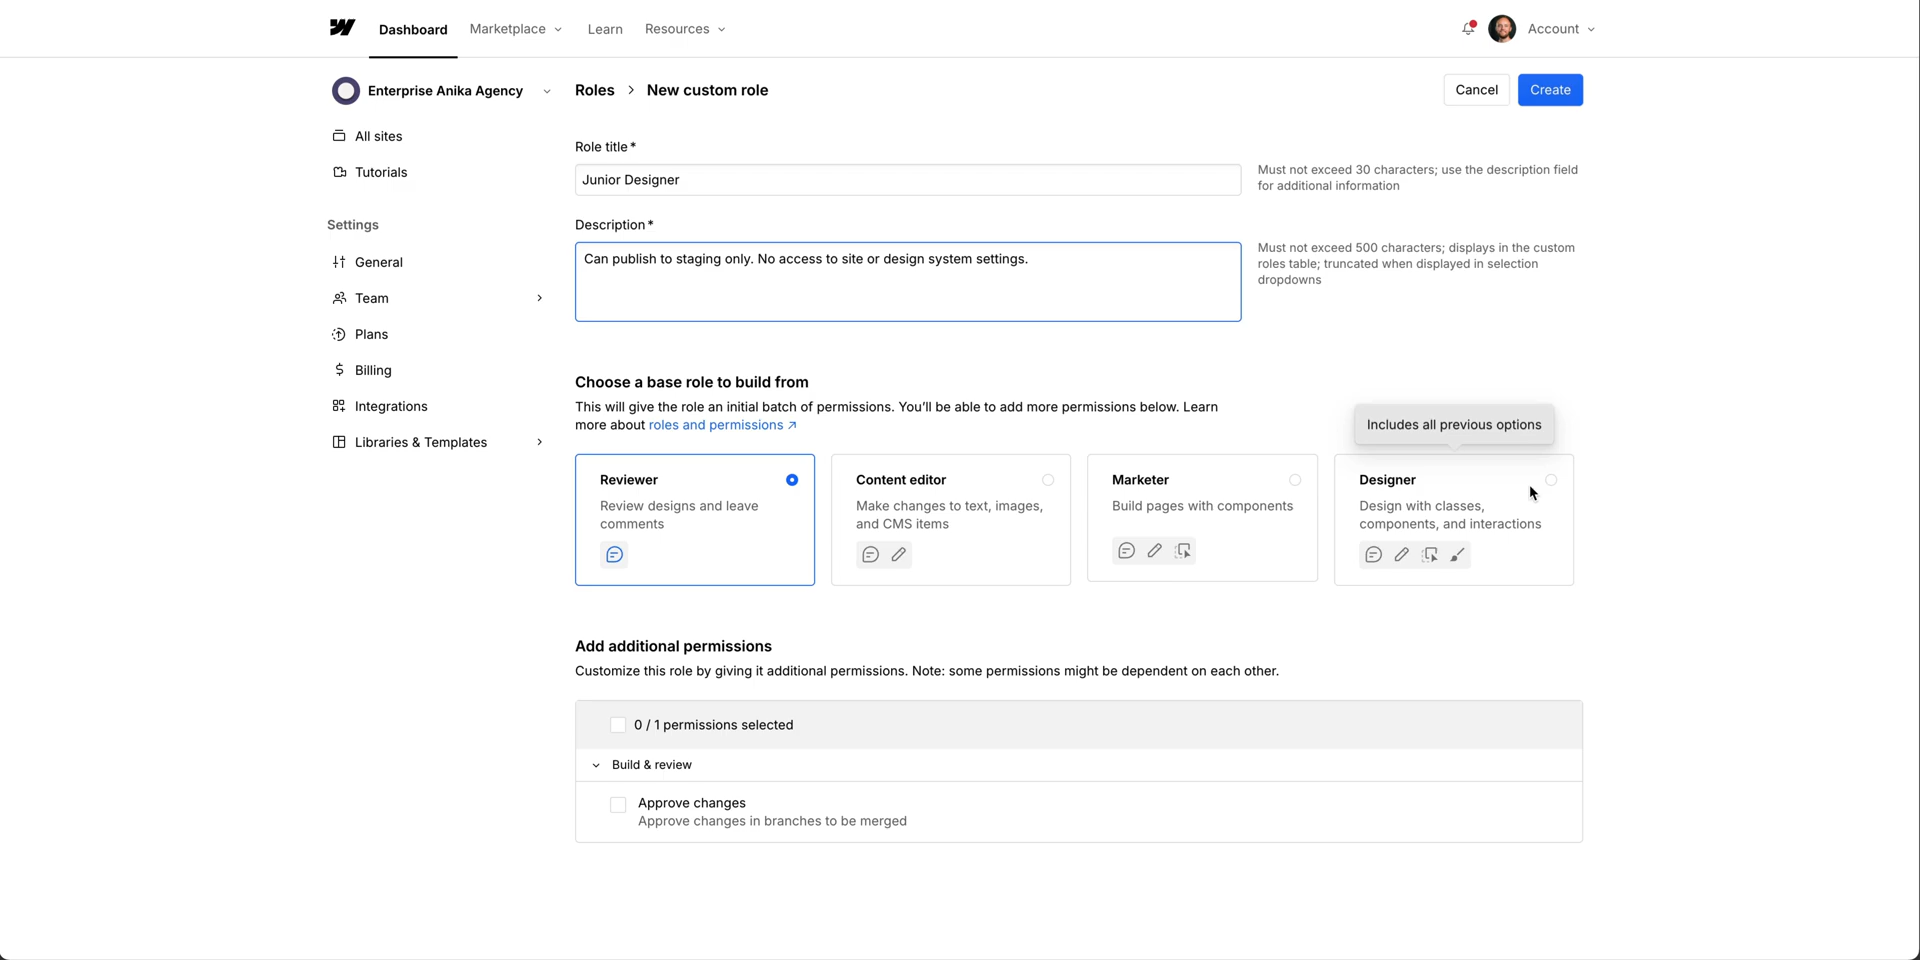 Dashboard
Marketplace
Learn
Resources
Account
Enterprise Anika Agency
All sites
Tutorials
Settings
General
Team
Plans
Billing
Integrations
Libraries & Templates
Roles > New custom role
Cancel
Create
Role title*
Junior Designer
Must not exceed 30 characters; use the description field
for additional information
Description*
Can publish to staging only. No access to site or design system settings.
Must not exceed 500 characters; displays in the custom
roles table; truncated when displayed in selection
dropdowns
Choose a base role to build from
This will give the role an initial batch of permissions. You’ll be able to add more permissions below. Learn
more about roles and permissions ↗
Includes all previous options
Reviewer
Review designs and leave
comments
Content editor
Make changes to text, images,
and CMS items
Marketer
Build pages with components
Designer
Design with classes,
components, and interactions
Add additional permissions
Customize this role by giving it additional permissions. Note: some permissions might be dependent on each other.
0 / 1 permissions selected
Build & review
Approve changes
Approve changes in branches to be merged